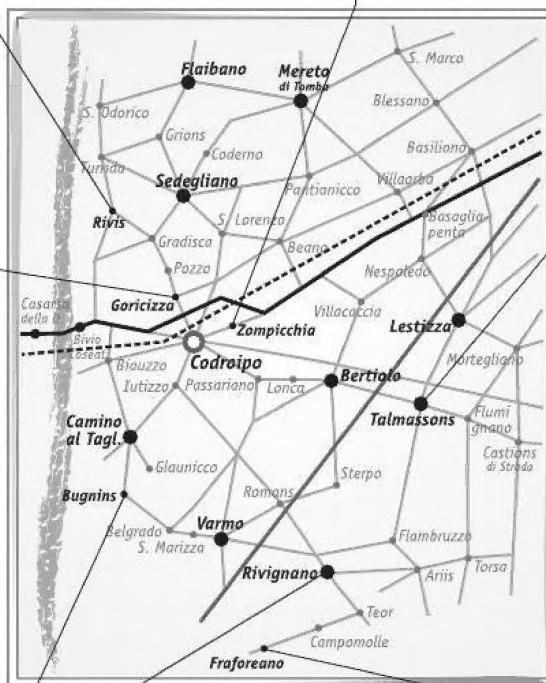 S. Marco
Flaibano
Mereto
di Tomba
Blessano
S. Odorico
Grions
Coderno
Basiliano
Turrida
Pantianicco
Villaorba
Sedegliano
Rivis
S. Lorenzo
Basaglia-
penta
Gradisca
Beano
Pozzo
Nespoledo
Goricizza
Casarsa
della D.
Villacaccia
Bivio
Coseat
Zompicchia
Lestizza
Codroipo
Mortegliano
Biauzzo
Iutizzo
Passariano
Lonca
Bertiolo
Talmassons
Camino
al Tagl.
Flumi
gnano
Castions
di Strada
Glaunicco
Sterpo
Bugnins
Romans
Belgrado
S. Marizza
Varmo
Flambruzzo
Rivignano
Ariis
Torsa
Teor
Campomolle
Fraforeano